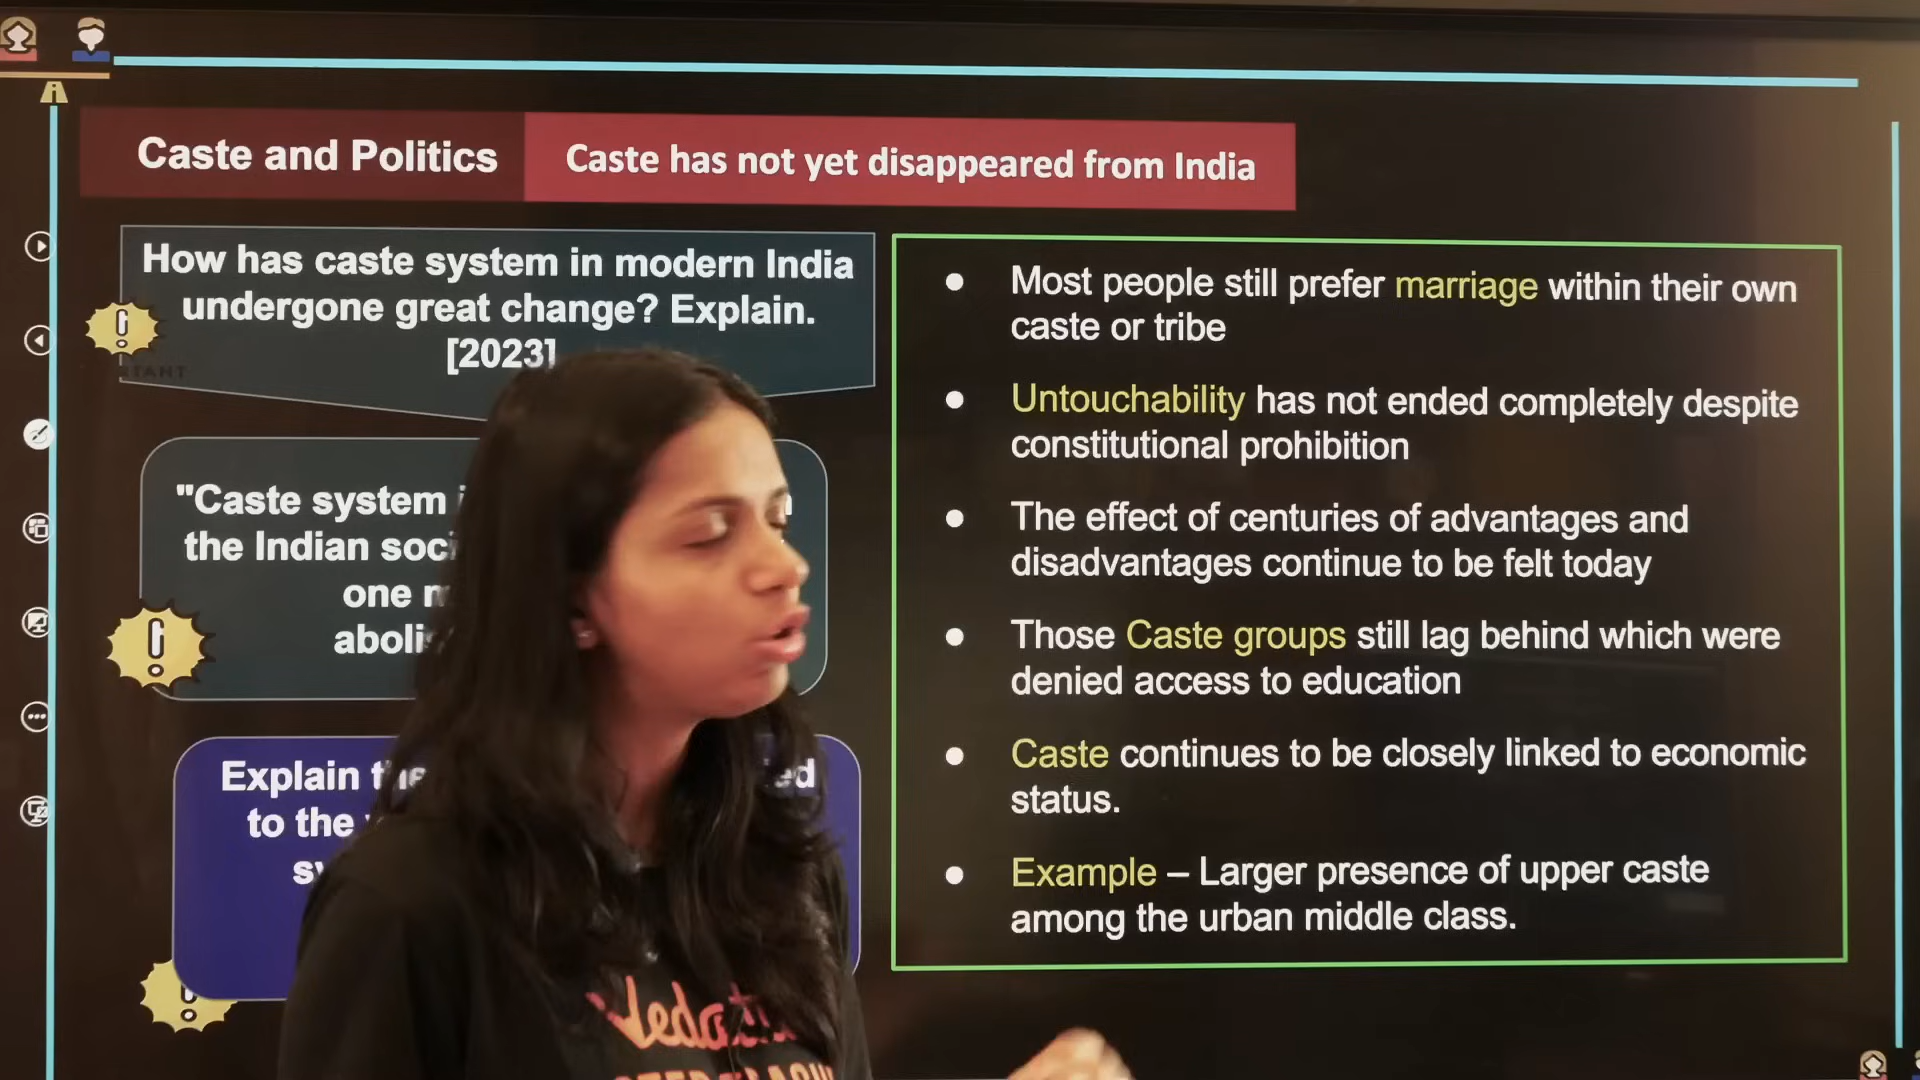 Caste and Politics
Caste has not yet disappeared from India
How has caste system in modern India
undergone great change? Explain.
[2023]
"Caste system
the Indian
one
Explain
to the
Most people still prefer marriage within their own
caste or tribe
Untouchability has not ended completely despite
constitutional prohibition
The effect of centuries of advantages and
disadvantages continue to be felt today
Those Caste groups still lag behind which were
denied access to education
Caste continues to be closely linked to economic
status.
Example – Larger presence of upper caste
among the urban middle class.